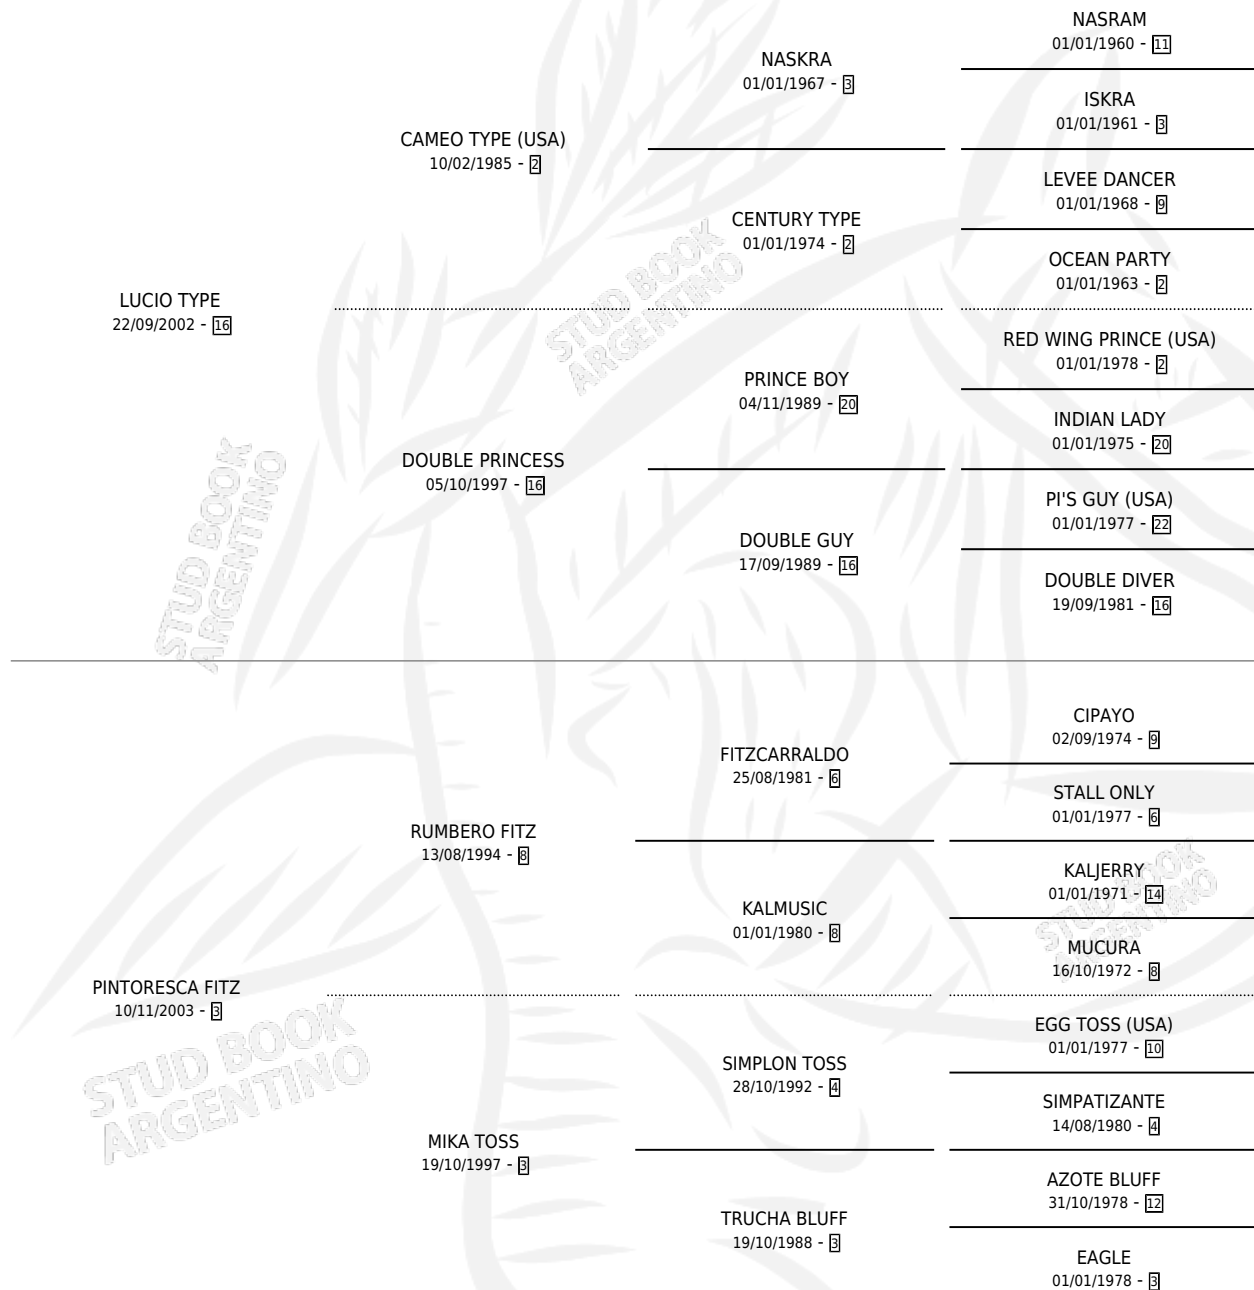 NASRAM
01/01/1960 - 11
NASKRA
01/01/1967 - 3
ISKRA
01/01/1961 - 3
CAMEO TYPE (USA)
10/02/1985 - 2
LEVEE DANCER
01/01/1968 - 9
CENTURY TYPE
01/01/1974 - 2
OCEAN PARTY
01/01/1963 - 2
LUCIO TYPE
22/09/2002 - 16
STUD BOOK
ARGENTINO
RED WING PRINCE (USA)
01/01/1978 - 2
PRINCE BOY
04/11/1989 - 20
INDIAN LADY
01/01/1975 - 20
DOUBLE PRINCESS
05/10/1997 - 16
PI'S GUY (USA)
01/01/1977 - 22
DOUBLE GUY
17/09/1989 - 16
DOUBLE DIVER
19/09/1981 - 16
STUD BOOK
ARGENTINO
CIPAYO
02/09/1974 - 9
FITZCARRALDO
25/08/1981 - 6
STALL ONLY
01/01/1977 - 6
RUMBERO FITZ
13/08/1994 - 8
KALJERRY
01/01/1971 - 14
KALMUSIC
01/01/1980 - 8
STUD BOOK
ARGENTINO
MUCURA
16/10/1972 - 8
PINTORESCA FITZ
10/11/2003 - 3
EGG TOSS (USA)
01/01/1977 - 10
SIMPLON TOSS
28/10/1992 - 4
SIMPATIZANTE
14/08/1980 - 4
STUD BOOK
ARGENTINO
MIKA TOSS
19/10/1997 - 3
AZOTE BLUFF
31/10/1978 - 12
TRUCHA BLUFF
19/10/1988 - 3
EAGLE
01/01/1978 - 3